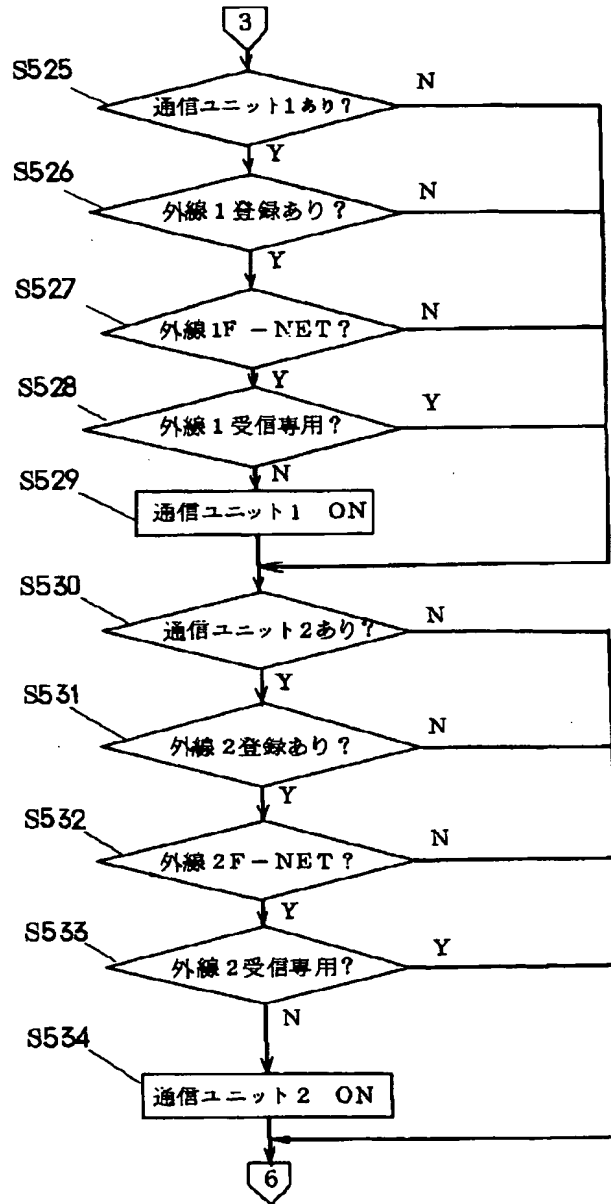 3
S525
通信ユニット1あり?
N
Y
S526
外線1登録あり?
N
Y
S527
外線1F-NET?
N
Y
S528
外線1受信専用?
Y
N
S529
通信ユニット1 ON
S530
通信ユニット2あり?
N
Y
S531
外線2登録あり?
N
Y
S532
外線2F-NET?
N
Y
S533
外線2受信専用?
Y
N
S534
通信ユニット2 ON
6